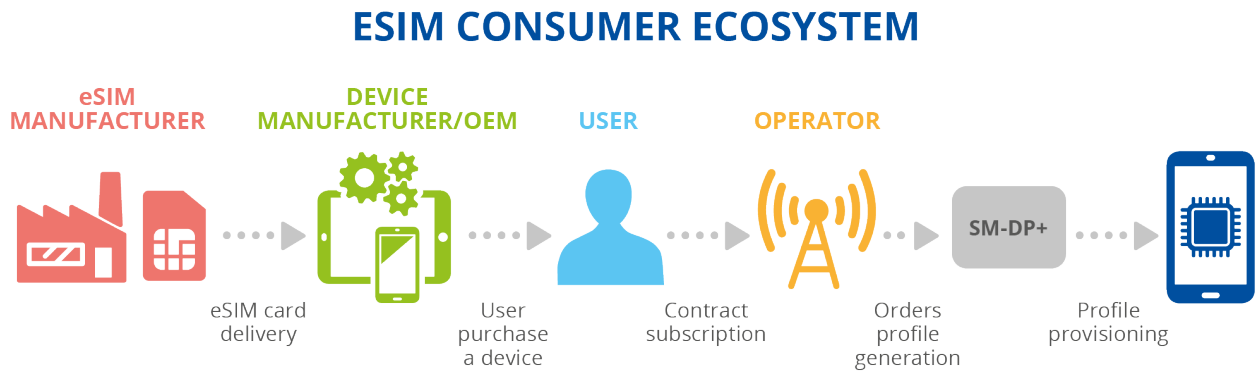 ESIM CONSUMER ECOSYSTEM
eSIM
MANUFACTURER
DEVICE
MANUFACTURER/OEM
USER
OPERATOR
SM-DP+
eSIM card
delivery
User
purchase
a device
Contract
subscription
Orders
profile
generation
Profile
provisioning